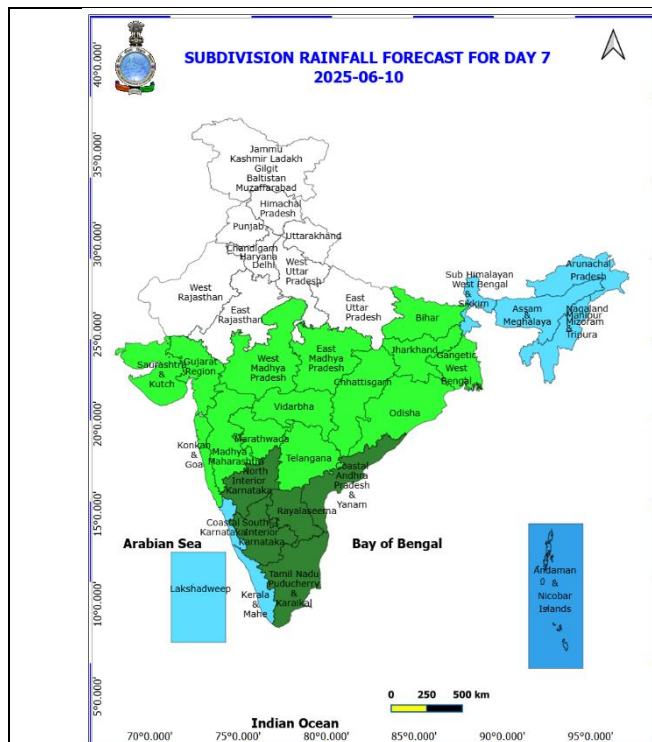 SUBDIVISION RAINFALL FORECAST FOR DAY 7
2025-06-10
40°0.000'
35°0.000'
30°0.000'
25°0.000'
20°0.000'
15°0.000'
10°0.000'
5°0.000'
Jammu
Kashmir Ladakh
Gilgit
Baltistan
Muzaffarabad
Himachal
Pradesh
Punjab
Uttarakhand
Chandigarh
Haryana
Delhi
West
Uttar
Pradesh
West
Rajasthan
East
Rajasthan
East
Uttar
Pradesh
Sub Himalayan
West Bengal
&
Sikkim
Arunachal
Pradesh
Assam
&
Meghalaya
Nagaland
Manipur
Mizoram
&
Tripura
Bihar
Saurashtra
&
Kutch
Gujarat
Region
West
Madhya
Pradesh
East
Madhya
Pradesh
Jharkhand
Gangetic
West
Bengal
Chhattisgarh
Vidarbha
Odisha
Konkan
&
Goa
Madhya
Maharashtra
Marathwada
Telangana
North
Interior
Karnataka
Coastal
Andhra
Pradesh
&
Yanam
Rayalaseema
Coastal
Karnataka
South
Interior
Karnataka
Arabian Sea
Bay of Bengal
Lakshadweep
Kerala
&
Mahe
Tamil Nadu
Puducherry
&
Karaikal
Andaman
&
Nicobar
Islands
0 250 500 km
Indian Ocean
70°0.000' 75°0.000' 80°0.000' 85°0.000' 90°0.000' 95°0.000'